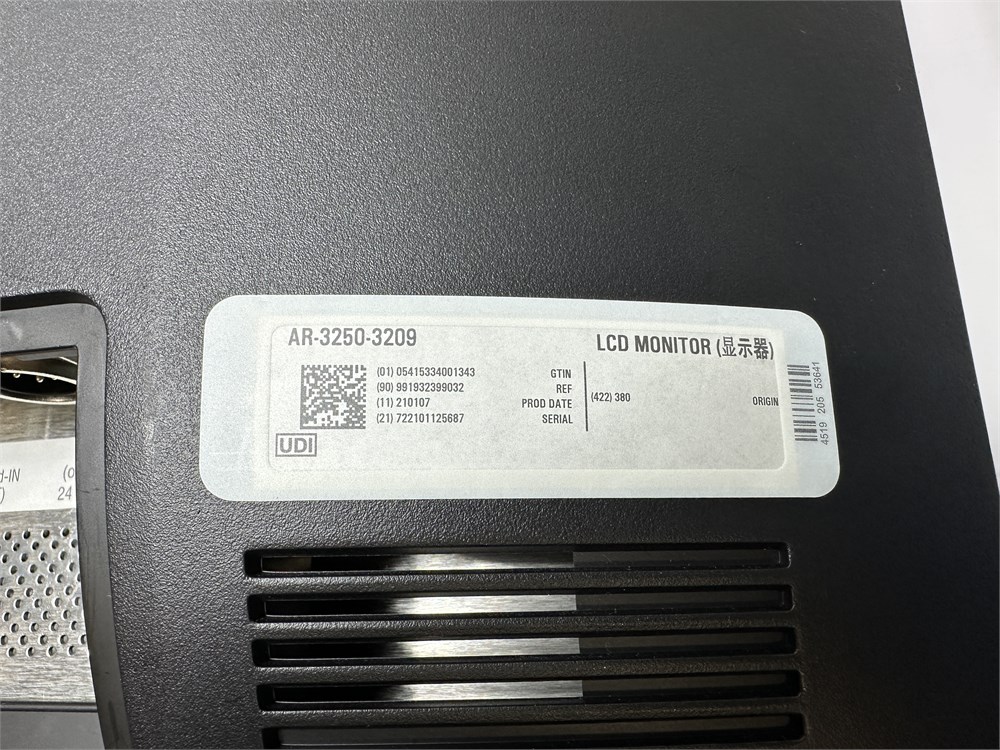 AR-3250-3209
LCD MONITOR (显示器)
(01) 05415334001343 GTIN
(90) 991932399032 REF
(11) 210107 PROD DATE
(21) 722101125687 SERIAL
(422) 380 ORIGIN
UDI
4519 205 53641
d-IN
24